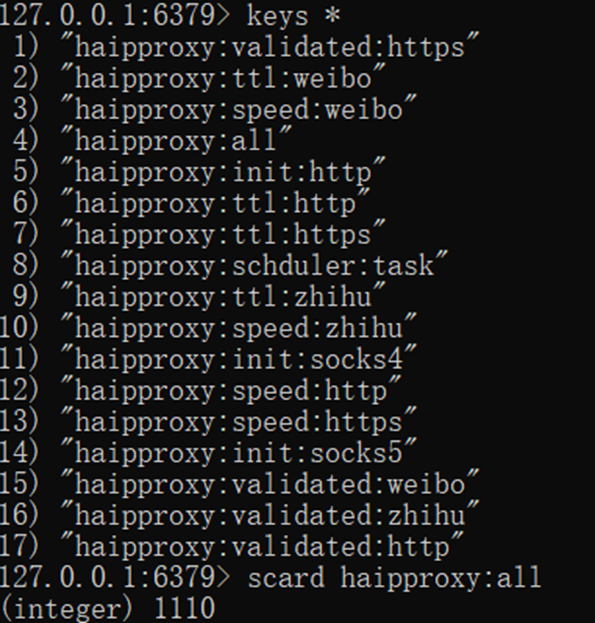 127.0.0.1:6379> keys *
 1) "haipproxy:validated:https"
 2) "haipproxy:ttl:weibo"
 3) "haipproxy:speed:weibo"
 4) "haipproxy:all"
 5) "haipproxy:init:http"
 6) "haipproxy:ttl:http"
 7) "haipproxy:ttl:https"
 8) "haipproxy:schduler:task"
 9) "haipproxy:ttl:zhihu"
10) "haipproxy:speed:zhihu"
11) "haipproxy:init:socks4"
12) "haipproxy:speed:http"
13) "haipproxy:speed:https"
14) "haipproxy:init:socks5"
15) "haipproxy:validated:weibo"
16) "haipproxy:validated:zhihu"
17) "haipproxy:validated:http"
127.0.0.1:6379> scard haipproxy:all
(integer) 1110